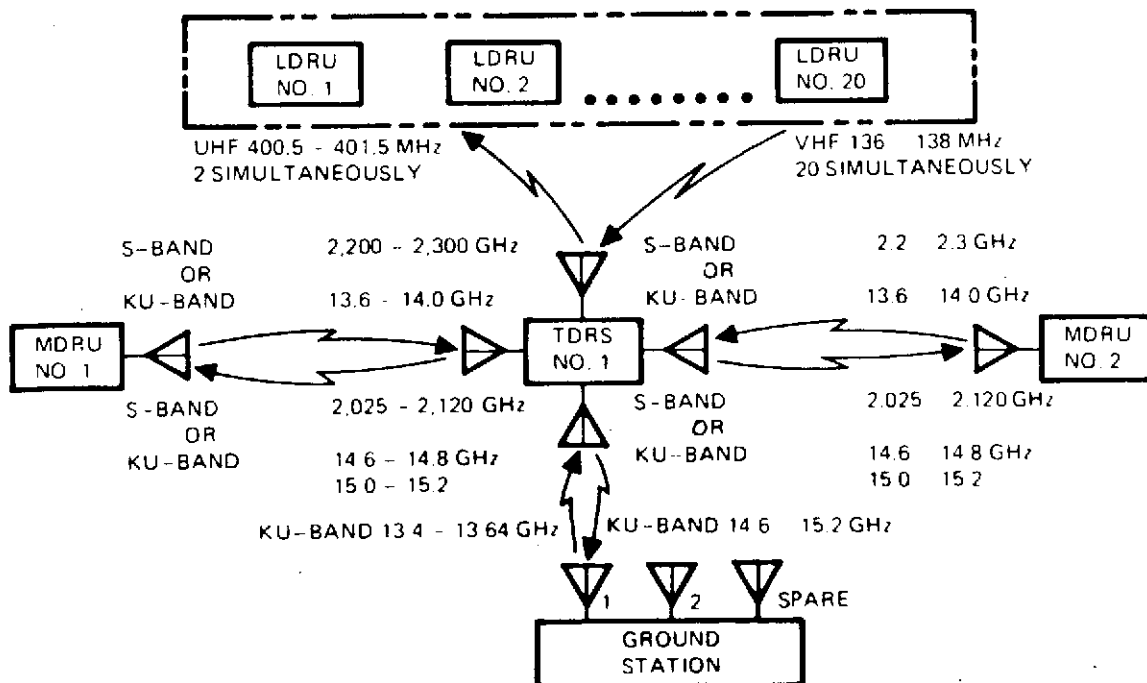 LDRU
NO. 1
LDRU
NO. 2
LDRU
NO. 20
UHF 400.5 - 401.5 MHz
2 SIMULTANEOUSLY
VHF 136 138 MHz
20 SIMULTANEOUSLY
S-BAND
OR
KU-BAND
2,200 - 2,300 GHz
13.6 - 14.0 GHz
S-BAND
OR
KU-BAND
2.2 2.3 GHz
13.6 14.0 GHz
MDRU
NO. 1
TDRS
NO. 1
MDRU
NO. 2
S-BAND
OR
KU-BAND
2,025 - 2,120 GHz
14.6 - 14.8 GHz
15.0 - 15.2
S-BAND
OR
KU-BAND
2.025 2.120 GHz
14.6 14.8 GHz
15.0 15.2
KU-BAND 13.4 - 13.64 GHz
KU-BAND 14.6 15.2 GHz
1
2
SPARE
GROUND
STATION